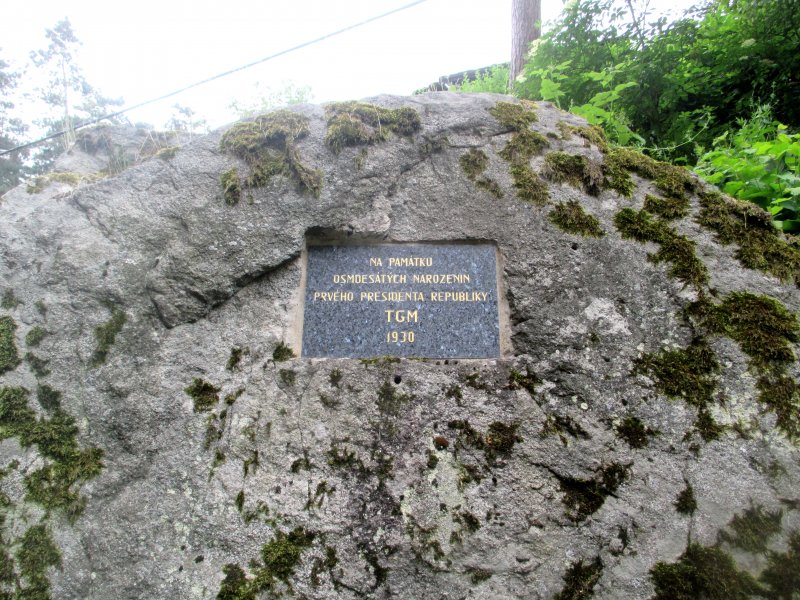 NA PAMÁTKU
OSMDESÁTÝCH NAROZENIN
PRVÉHO PRESIDENTA REPUBLIKY
TGM
1930